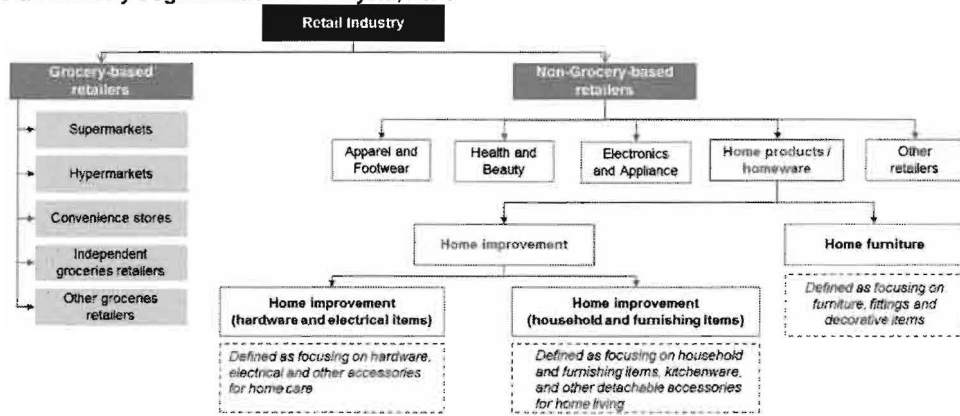 Retail Industry
Grocery-based
retailers
Non-Grocery-based
retailers
Supermarkets
Hypermarkets
Convenience stores
Independent
groceries retailers
Other groceries
retailers
Apparel and
Footwear
Health and
Beauty
Electronics
and Appliance
Home products /
homeware
Other
retailers
Home improvement
Home furniture
Defined as focusing on
furniture, fittings and
decorative items
Home improvement
(hardware and electrical items)
Home improvement
(household and furnishing items)
Defined as focusing on hardware,
electrical and other accessories
for home care
Defined as focusing on household
and furnishing items, kitchenware,
and other detachable accessories
for home living